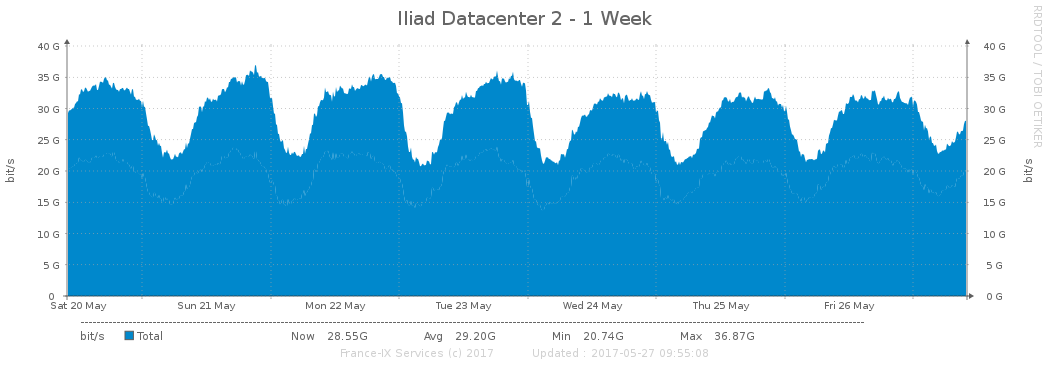 Iliad Datacenter 2 - 1 Week
RRDTOOL / TOBI OETIKER
40 G 40 G
35 G 35 G
30 G 30 G
25 G 25 G
20 G 20 G
15 G 15 G
10 G 10 G
5 G 5 G
0 0 G
bit/s bit/s
Sat 20 May Sun 21 May Mon 22 May Tue 23 May Wed 24 May Thu 25 May Fri 26 May
bit/s Total Now 28.55G Avg 29.20G Min 20.74G Max 36.87G
France-IX Services (c) 2017 Updated : 2017-05-27 09:55:08